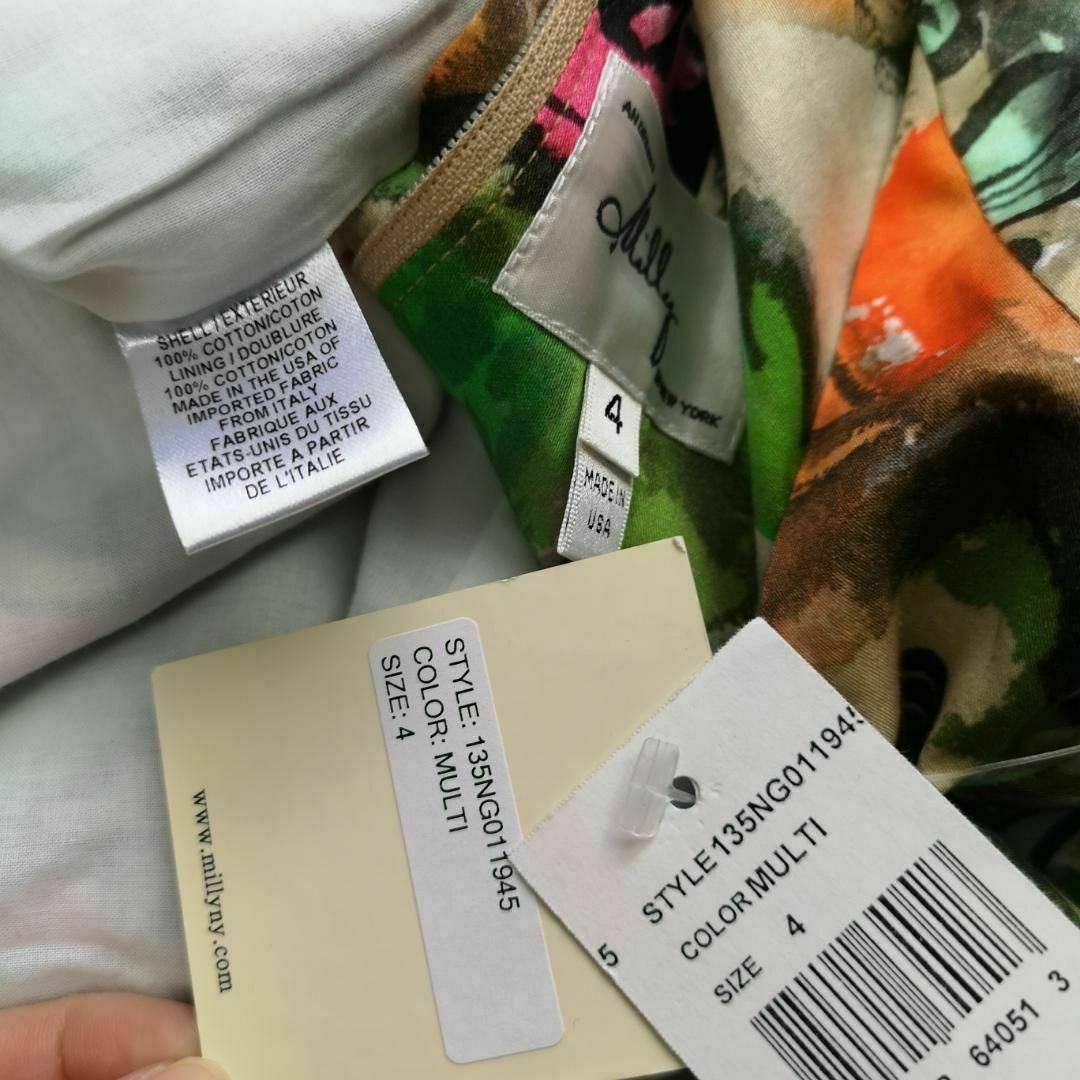 SHELL / EXTERIEUR
100% COTTON/COTON
LINING / DOUBLURE
100% COTTON/COTON
MADE IN THE USA OF
IMPORTED FABRIC
FROM ITALY
FABRIQUE AUX
ETATS-UNIS DU TISSU
IMPORTE A PARTIR
DE L'ITALIE
Milly
NEW YORK
4
MADE IN
USA
STYLE: 135NG011945
COLOR: MULTI
SIZE: 4
www.millyny.com
STYLE 135NG011945
COLOR MULTI
SIZE 4
5
64051 3